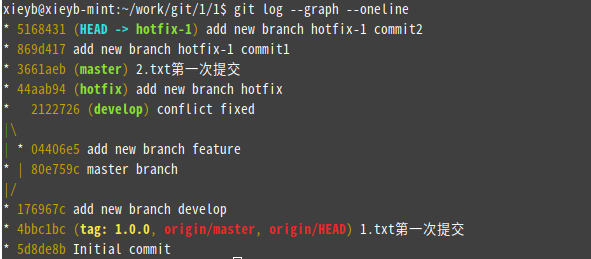 xieyb@xieyb-mint:~/work/git/1/1$ git log --graph --oneline
* 5168431 (HEAD -> hotfix-1) add new branch hotfix-1 commit2
* 869d417 add new branch hotfix-1 commit1
* 3661aeb (master) 2.txt第一次提交
* 44aab94 (hotfix) add new branch hotfix
*   2122726 (develop) conflict fixed
|\
| * 04406e5 add new branch feature
* | 80e759c master branch
|/
* 176967c add new branch develop
* 4bbc1bc (tag: 1.0.0, origin/master, origin/HEAD) 1.txt第一次提交
* 5d8de8b Initial commit